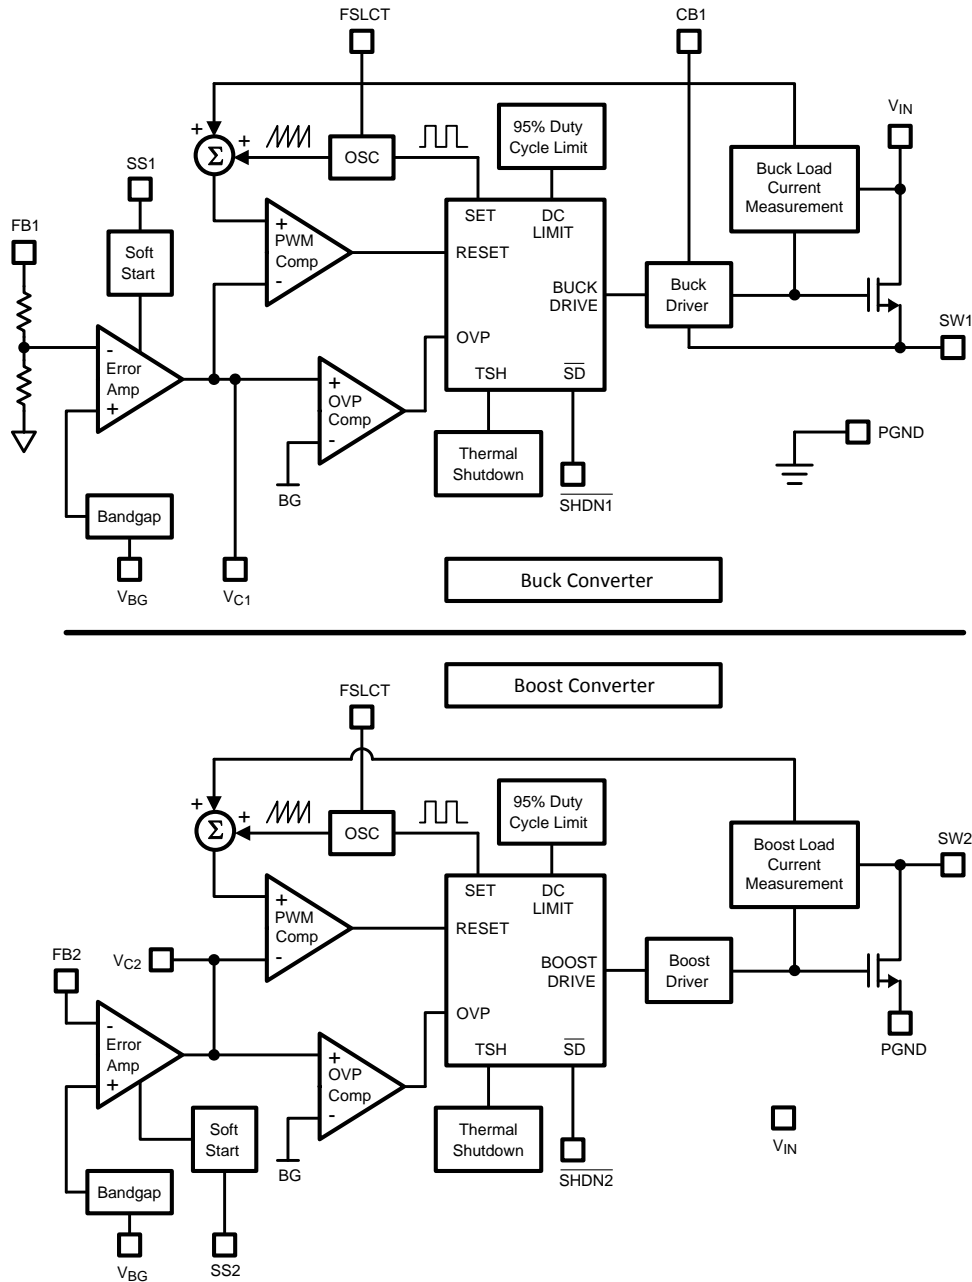 FSLCT
CB1
VIN
+
+
Σ
OSC
95% Duty
Cycle Limit
Buck Load
Current
Measurement
SS1
FB1
Soft
Start
SET
DC
LIMIT
RESET
+
PWM
Comp
-
BUCK
DRIVE
Buck
Driver
SW1
OVP
-
Error
Amp
+
+
OVP
Comp
-
TSH
SD
BG
Thermal
Shutdown
SHDN1
PGND
Bandgap
VBG
VC1
Buck Converter
Boost Converter
FSLCT
+
+
Σ
OSC
95% Duty
Cycle Limit
Boost Load
Current
Measurement
SW2
SET
DC
LIMIT
RESET
+
PWM
Comp
-
VC2
FB2
BOOST
DRIVE
Boost
Driver
OVP
-
Error
Amp
+
+
OVP
Comp
-
TSH
SD
PGND
Soft
Start
BG
Thermal
Shutdown
SHDN2
VIN
Bandgap
VBG
SS2